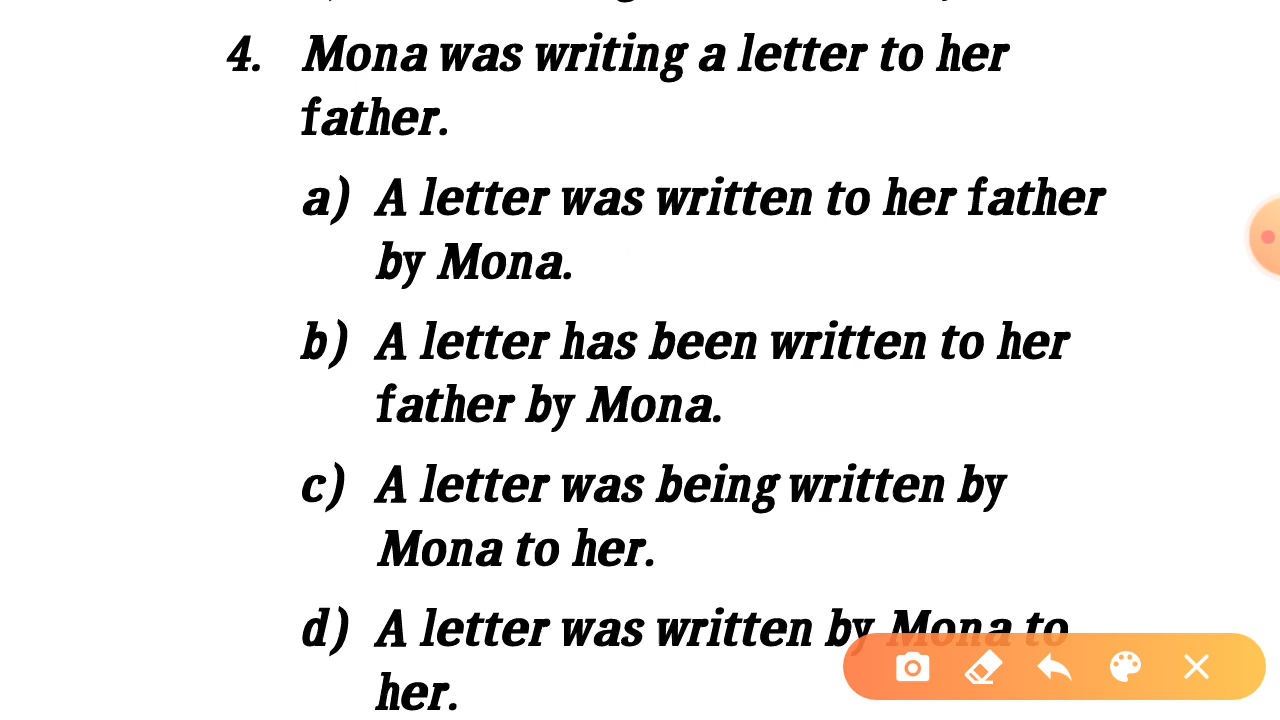 4. Mona was writing a letter to her
father.
a) A letter was written to her father
by Mona.
b) A letter has been written to her
father by Mona.
c) A letter was being written by
Mona to her.
d) A letter was written by Mona to
her.